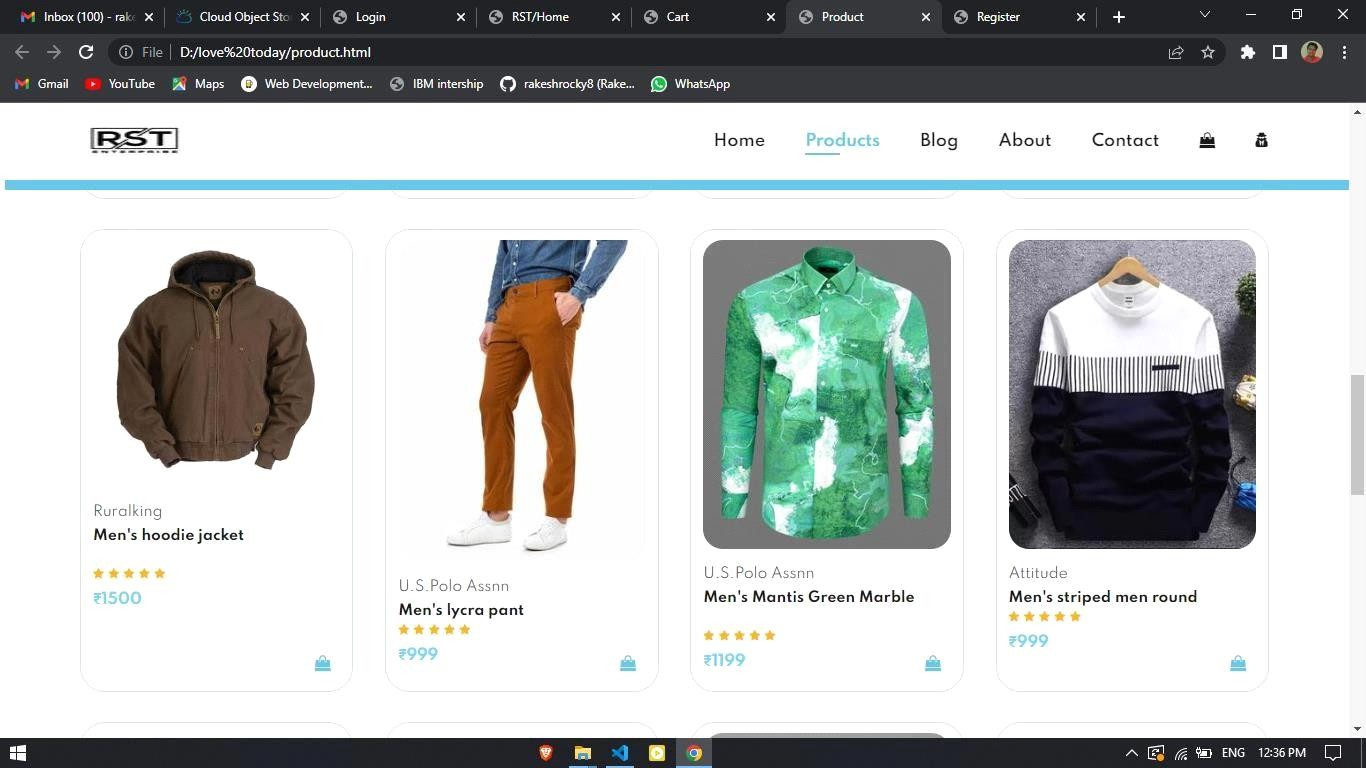 Inbox (100) - rake
Cloud Object Sto
Login
RST/Home
Cart
Product
Register
File
D:/love%20today/product.html
Gmail
YouTube
Maps
Web Development...
IBM intership
rakeshrocky8 (Rake...
WhatsApp
RST
ENTERPRISE
Home
Products
Blog
About
Contact
Ruralking
Men's hoodie jacket
₹1500
U.S.Polo Assnn
Men's lycra pant
₹999
U.S.Polo Assnn
Men's Mantis Green Marble
₹1199
Attitude
Men's striped men round
₹999
ENG
12:36 PM